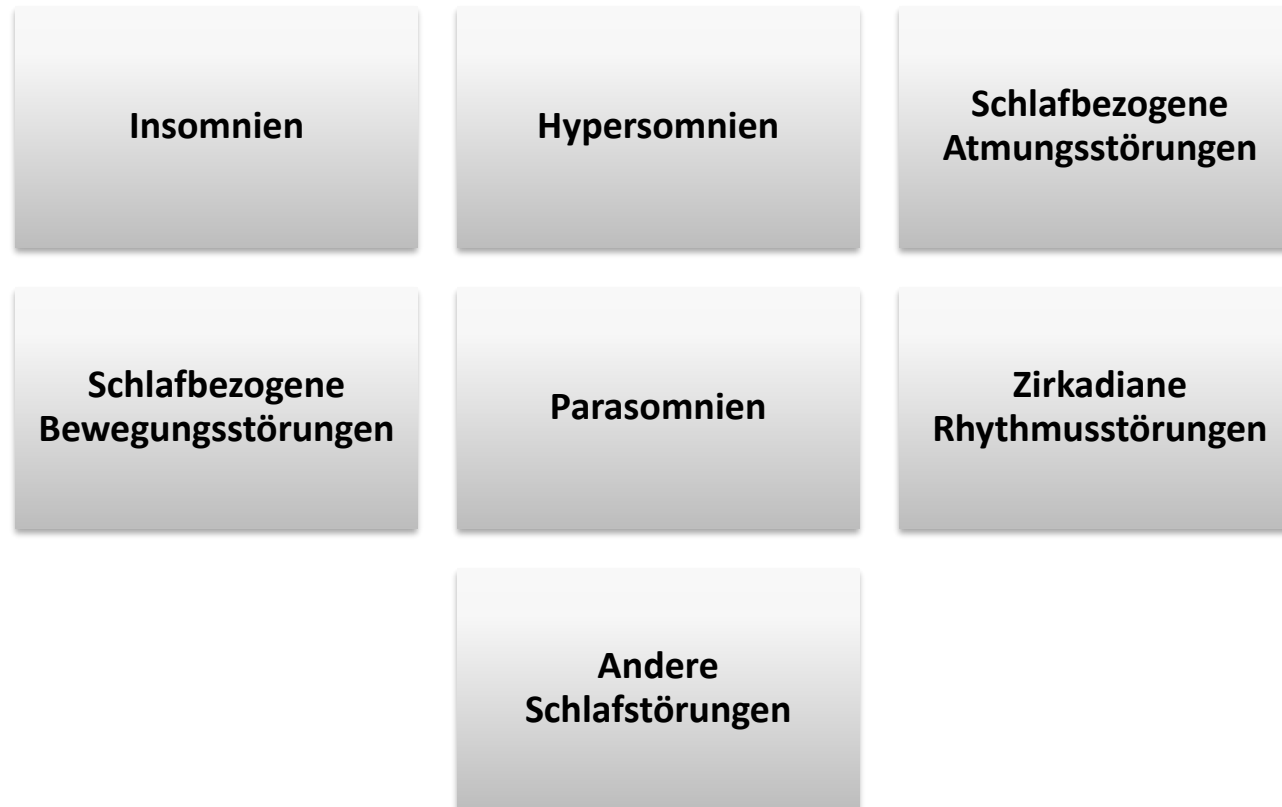 Insomnien
Hypersomnien
Schlafbezogene
Atmungsstörungen
Schlafbezogene
Bewegungsstörungen
Parasomnien
Zirkadiane
Rhythmusstörungen
Andere
Schlafstörungen